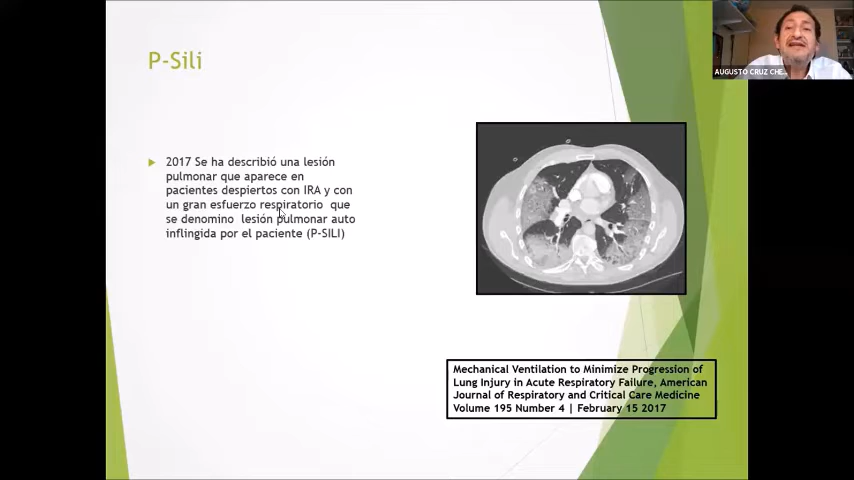 P-Sili
AUGUSTO CRUZ CHE...
2017 Se ha describió una lesión
pulmonar que aparece en
pacientes despiertos con IRA y con
un gran esfuerzo respiratorio que
se denomino lesión pulmonar auto
inflingida por el paciente (P-SILI)
Mechanical Ventilation to Minimize Progression of
Lung Injury in Acute Respiratory Failure, American
Journal of Respiratory and Critical Care Medicine
Volume 195 Number 4 | February 15 2017